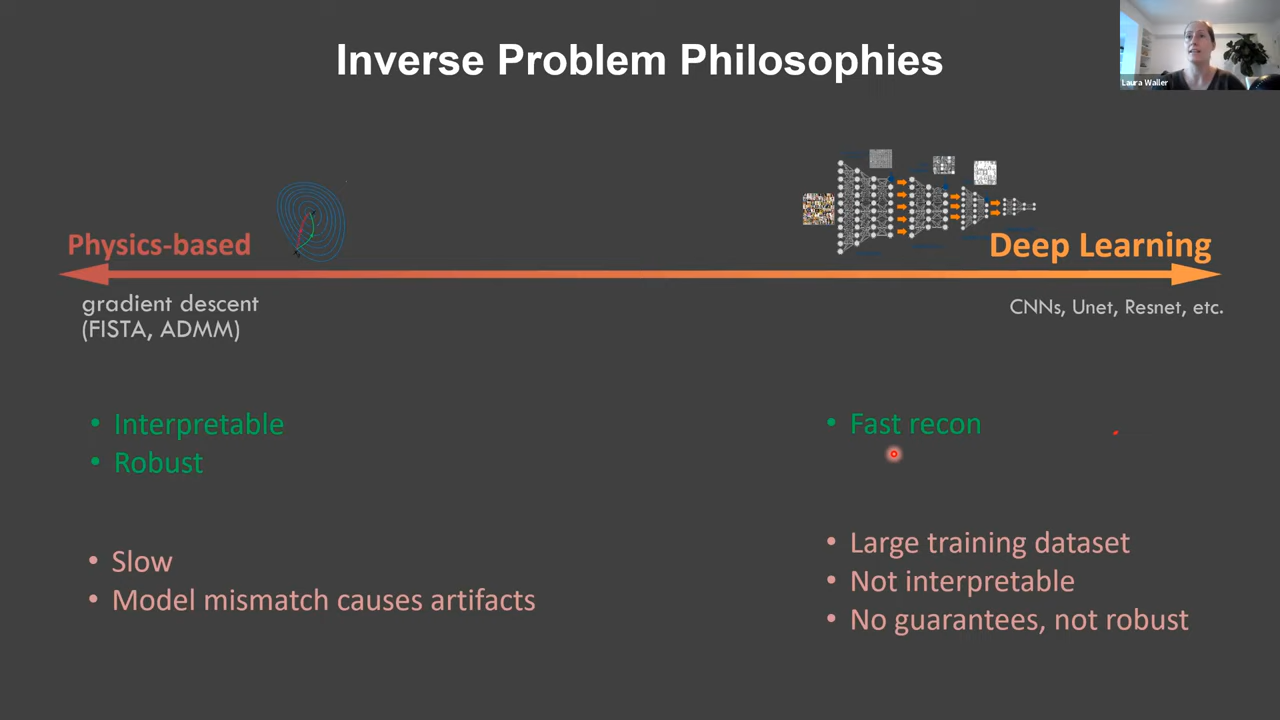 Inverse Problem Philosophies
Laura Waller
Physics-based
Deep Learning
gradient descent
(FISTA, ADMM)
CNNs, Unet, Resnet, etc.
• Interpretable
• Robust
• Fast recon
• Slow
• Model mismatch causes artifacts
• Large training dataset
• Not interpretable
• No guarantees, not robust